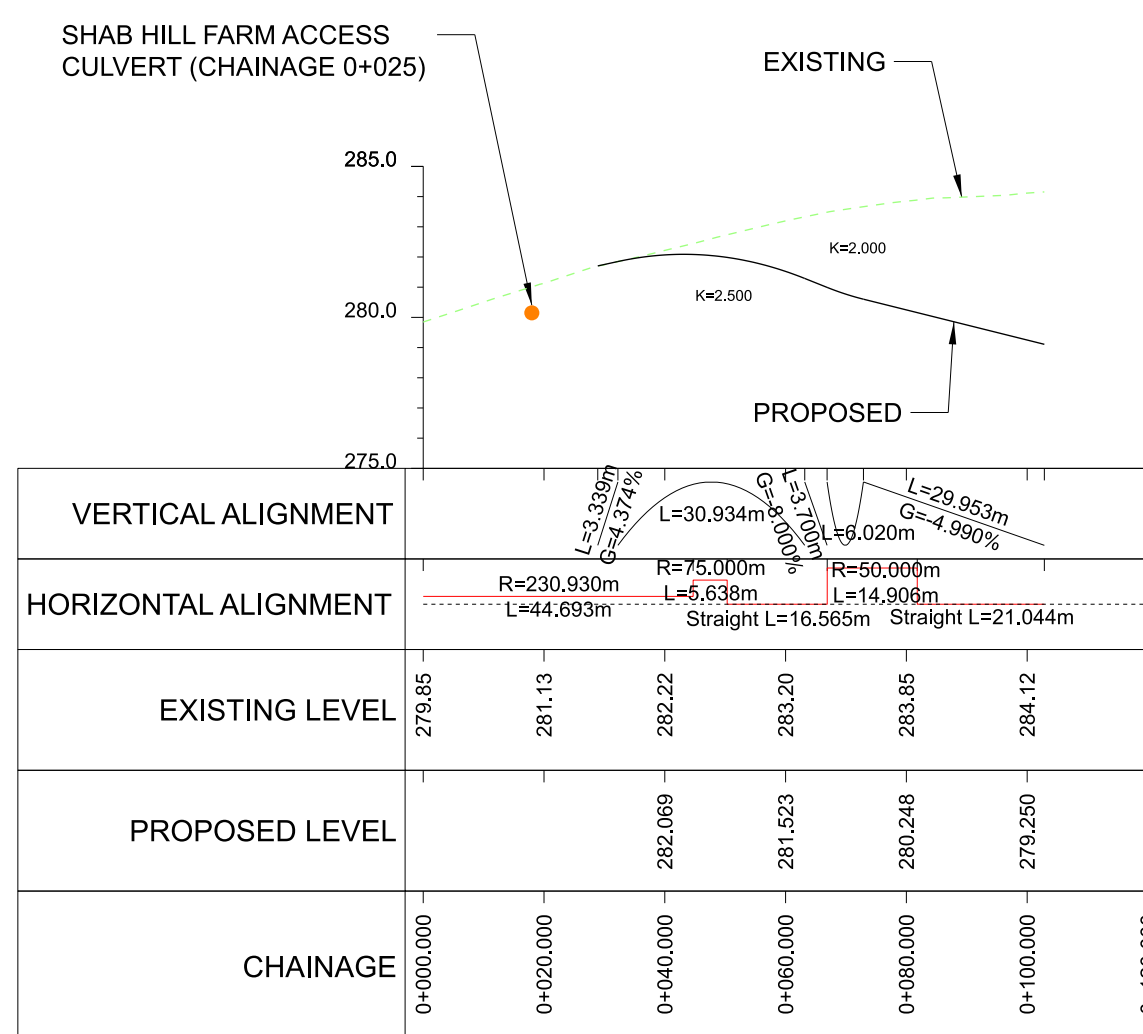 SHAB HILL FARM ACCESS
CULVERT (CHAINAGE 0+025)
EXISTING
285.0
K=2.000
K=2.500
280.0
PROPOSED
275.0
VERTICAL ALIGNMENT
L=3.339m
G=4.374%
L=30.934m
G=-8.000%
L=3.700m
L=6.020m
L=29.953m
G=-4.990%
HORIZONTAL ALIGNMENT
R=230.930m
L=44.693m
R=75.000m
L=5.638m
Straight L=16.565m
R=50.000m
L=14.906m
Straight L=21.044m
EXISTING LEVEL
279.85
281.13
282.22
283.20
283.85
284.12
PROPOSED LEVEL
282.069
281.523
280.248
279.250
CHAINAGE
0+000.000
0+020.000
0+040.000
0+060.000
0+080.000
0+100.000